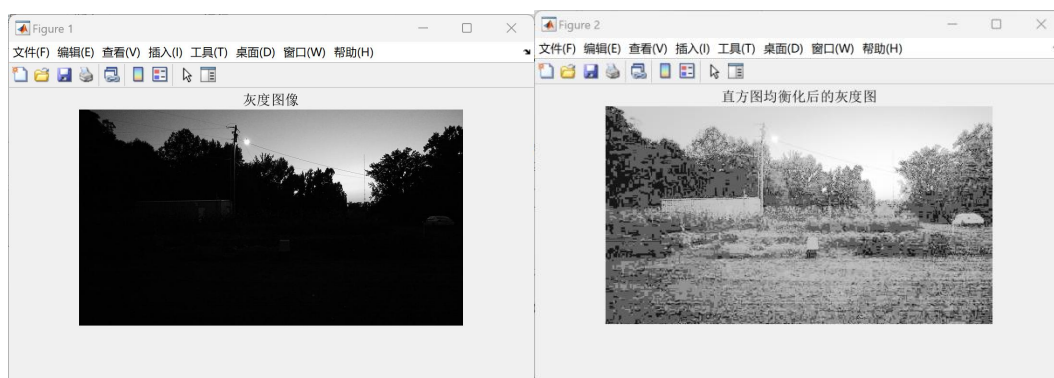 Figure 1
文件(F) 编辑(E) 查看(V) 插入(I) 工具(T) 桌面(D) 窗口(W) 帮助(H)
灰度图像
Figure 2
文件(F) 编辑(E) 查看(V) 插入(I) 工具(T) 桌面(D) 窗口(W) 帮助(H)
直方图均衡化后的灰度图